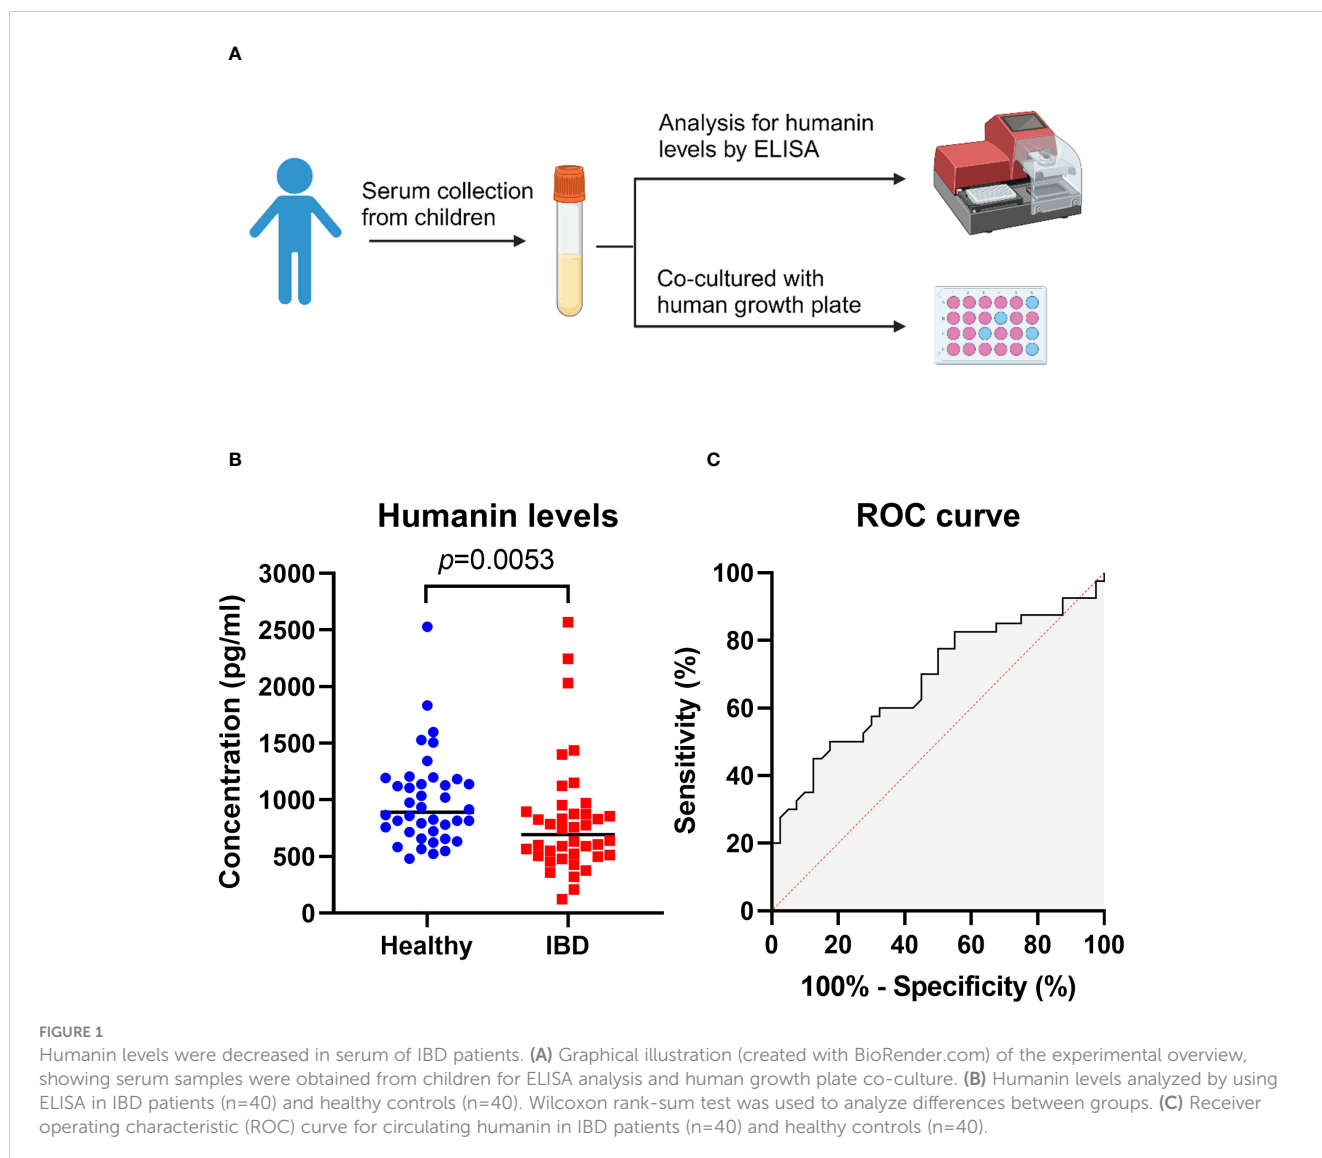 A
Serum collection
from children
Analysis for humanin
levels by ELISA
Co-cultured with
human growth plate
B
Humanin levels
p=0.0053
Concentration (pg/ml)
3000
2500
2000
1500
1000
500
0
Healthy
IBD
C
ROC curve
Sensitivity (%)
100
80
60
40
20
0
0
20
40
60
80
100
100% - Specificity (%)
FIGURE 1
Humanin levels were decreased in serum of IBD patients. (A) Graphical illustration (created with BioRender.com) of the experimental overview,
showing serum samples were obtained from children for ELISA analysis and human growth plate co-culture. (B) Humanin levels analyzed by using
ELISA in IBD patients (n=40) and healthy controls (n=40). Wilcoxon rank-sum test was used to analyze differences between groups. (C) Receiver
operating characteristic (ROC) curve for circulating humanin in IBD patients (n=40) and healthy controls (n=40).